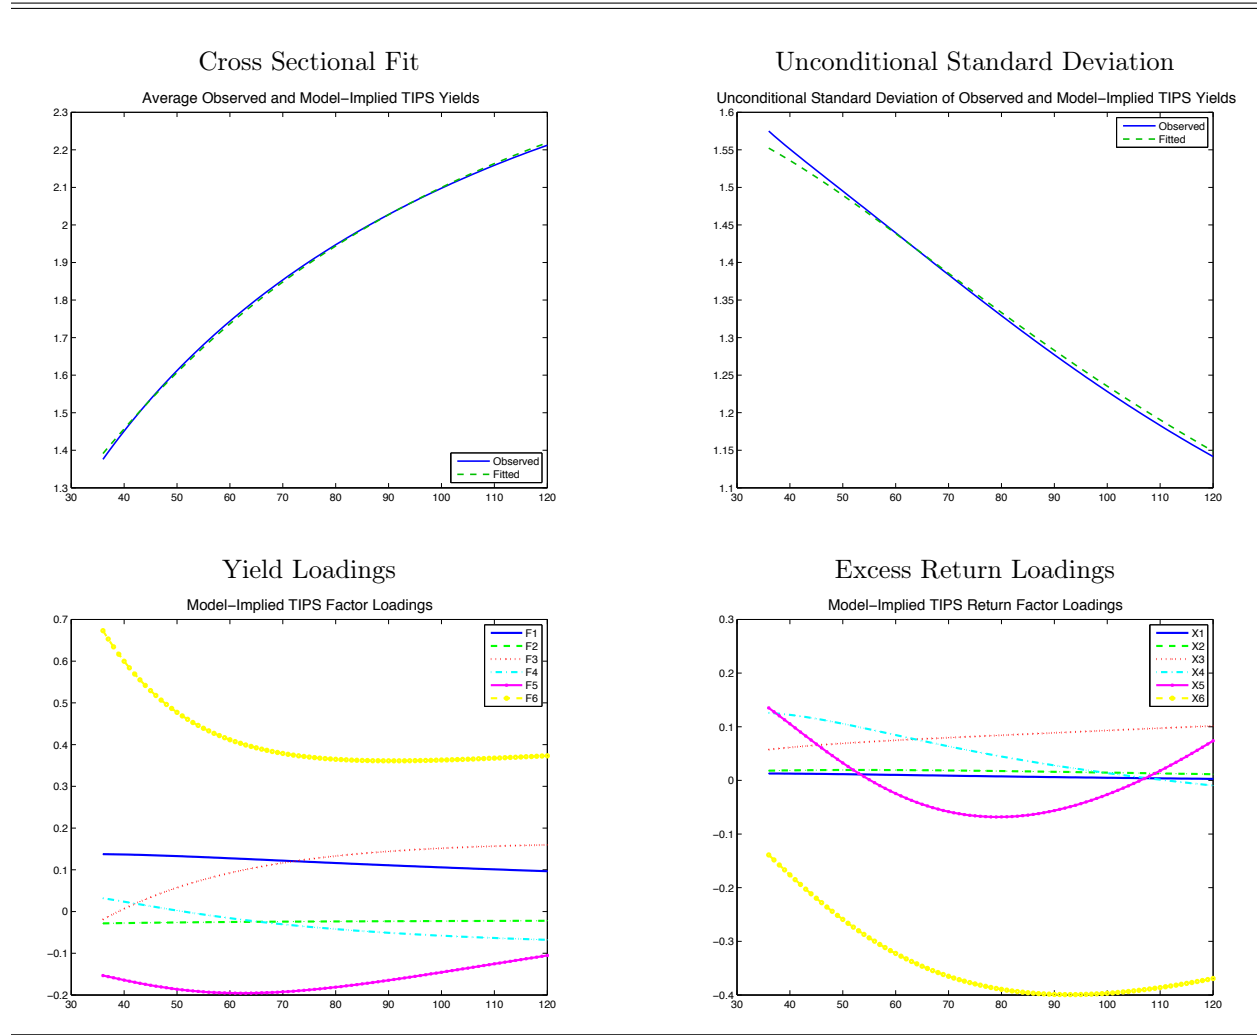 Cross Sectional Fit
Average Observed and Model−Implied TIPS Yields
2.3
2.2
2.1
2
1.9
1.8
1.7
1.6
1.5
1.4
1.3
30 40 50 60 70 80 90 100 110 120
Observed
Fitted
Unconditional Standard Deviation
Unconditional Standard Deviation of Observed and Model−Implied TIPS Yields
1.6
1.55
1.5
1.45
1.4
1.35
1.3
1.25
1.2
1.15
1.1
30 40 50 60 70 80 90 100 110 120
Observed
Fitted
Yield Loadings
Model−Implied TIPS Factor Loadings
0.7
0.6
0.5
0.4
0.3
0.2
0.1
0
−0.1
−0.2
30 40 50 60 70 80 90 100 110 120
F1
F2
F3
F4
F5
F6
Excess Return Loadings
Model−Implied TIPS Return Factor Loadings
0.3
0.2
0.1
0
−0.1
−0.2
−0.3
−0.4
30 40 50 60 70 80 90 100 110 120
X1
X2
X3
X4
X5
X6